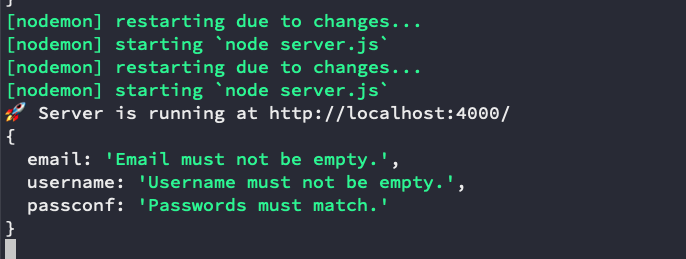 }
[nodemon] restarting due to changes...
[nodemon] starting `node server.js`
[nodemon] restarting due to changes...
[nodemon] starting `node server.js`
🚀 Server is running at http://localhost:4000/
{
  email: 'Email must not be empty.',
  username: 'Username must not be empty.',
  passconf: 'Passwords must match.'
}